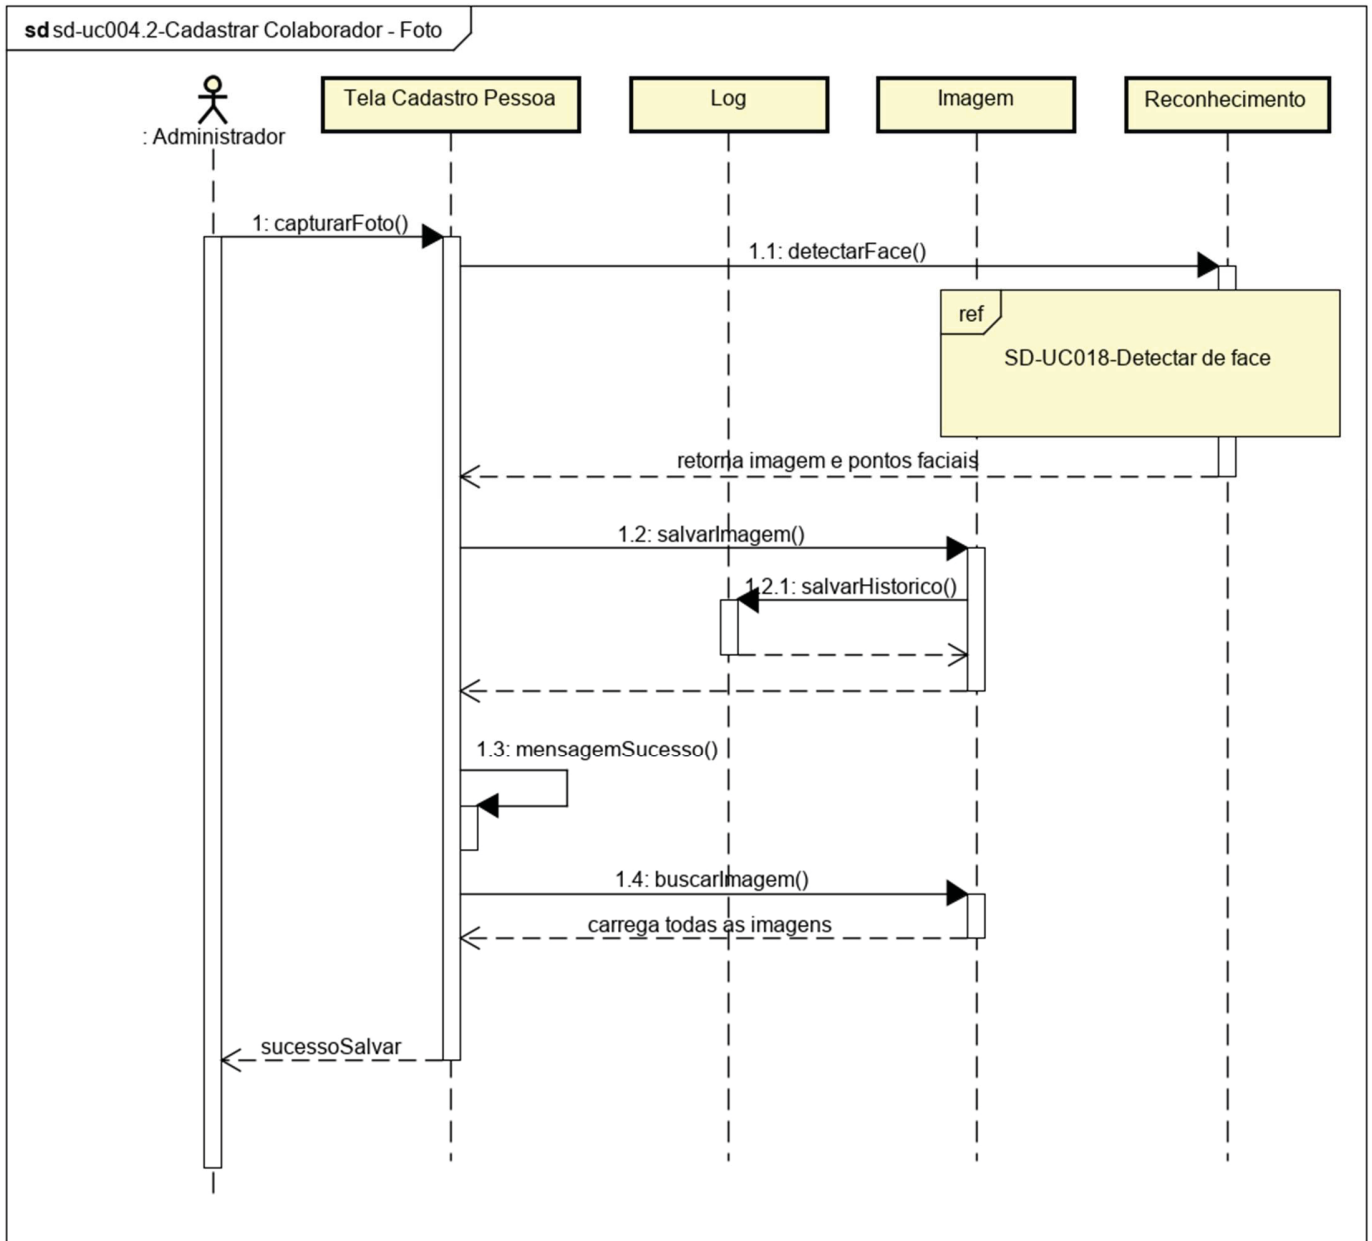 sd sd-uc004.2-Cadastrar Colaborador - Foto
: Administrador
Tela Cadastro Pessoa
Log
Imagem
Reconhecimento
1: capturarFoto()
1.1: detectarFace()
ref
SD-UC018-Detectar de face
retorna imagem e pontos faciais
1.2: salvarImagem()
1.2.1: salvarHistorico()
1.3: mensagemSucesso()
1.4: buscarImagem()
carrega todas as imagens
sucessoSalvar